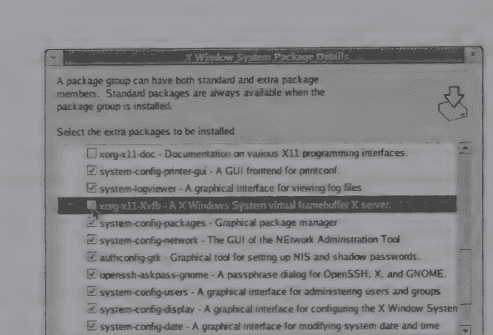 X Window System Package Details
A package group can have both standard and extra package
members. Standard packages are always available when the
package group is installed.
Select the extra packages to be installed
xorg-x11-doc - Documentation on various X11 programming interfaces.
system-config-printer-gui - A GUI frontend for printconf.
system-logviewer - A graphical interface for viewing log files
xorg-x11-Xvfb - A X Windows System virtual framebuffer X server.
system-config-packages - Graphical package manager
system-config-network - The GUI of the NEtwork Adminstration Tool
authconfig-gtk - Graphical tool for setting up NIS and shadow passwords.
openssh-askpass-gnome - A passphrase dialog for OpenSSH, X, and GNOME.
system-config-users - A graphical interface for administering users and groups
system-config-display - A graphical interface for configuring the X Window System
system-config-date - A graphical interface for modifying system date and time